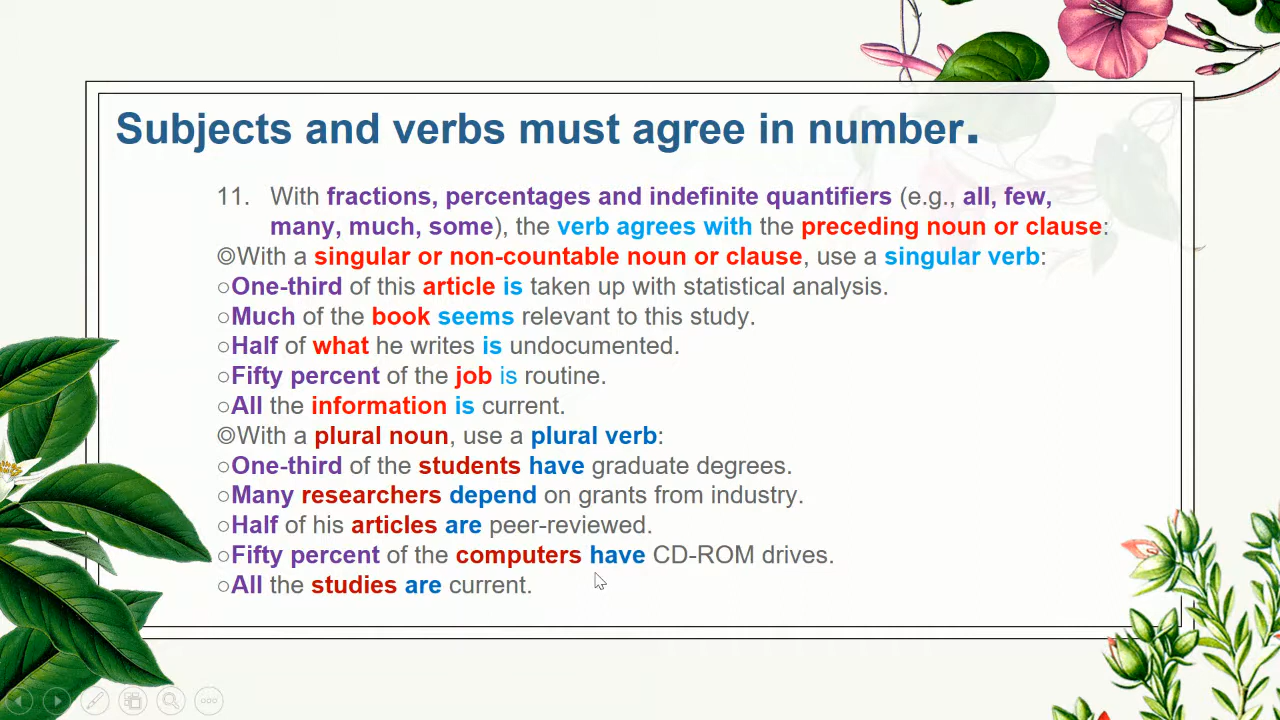 Subjects and verbs must agree in number.
11. With fractions, percentages and indefinite quantifiers (e.g., all, few,
many, much, some), the verb agrees with the preceding noun or clause:
◎With a singular or non-countable noun or clause, use a singular verb:
○One-third of this article is taken up with statistical analysis.
○Much of the book seems relevant to this study.
○Half of what he writes is undocumented.
○Fifty percent of the job is routine.
○All the information is current.
◎With a plural noun, use a plural verb:
○One-third of the students have graduate degrees.
○Many researchers depend on grants from industry.
○Half of his articles are peer-reviewed.
○Fifty percent of the computers have CD-ROM drives.
○All the studies are current.